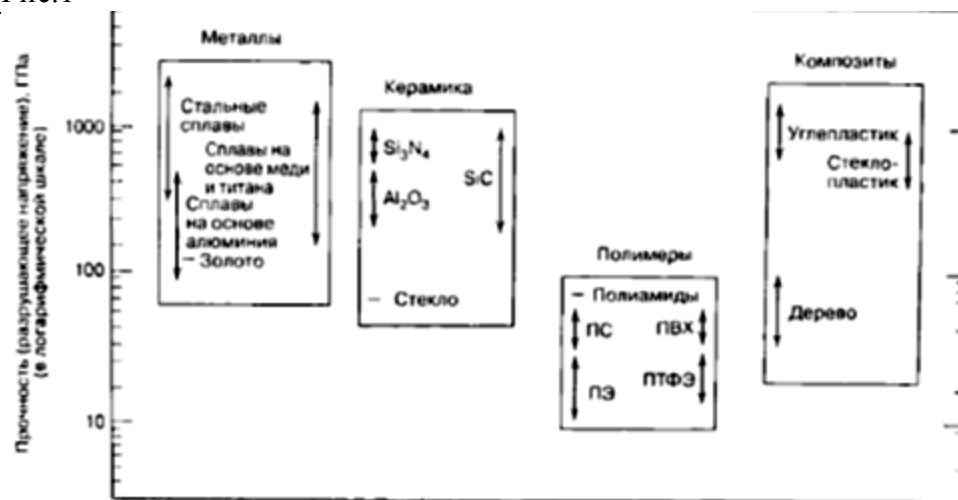 Рис.1
Прочность (разрушающее напряжение), ГПа
(в логарифмической шкале)
1000
100
10
Металлы
Стальные
сплавы
Сплавы на
основе меди
и титана
Сплавы
на основе
алюминия
— Золото
Керамика
Si₃N₄
SiC
Al₂O₃
— Стекло
Полимеры
— Полиамиды
ПС
ПВХ
ПЭ
ПТФЭ
Композиты
Углепластик
Стекло-
пластик
Дерево